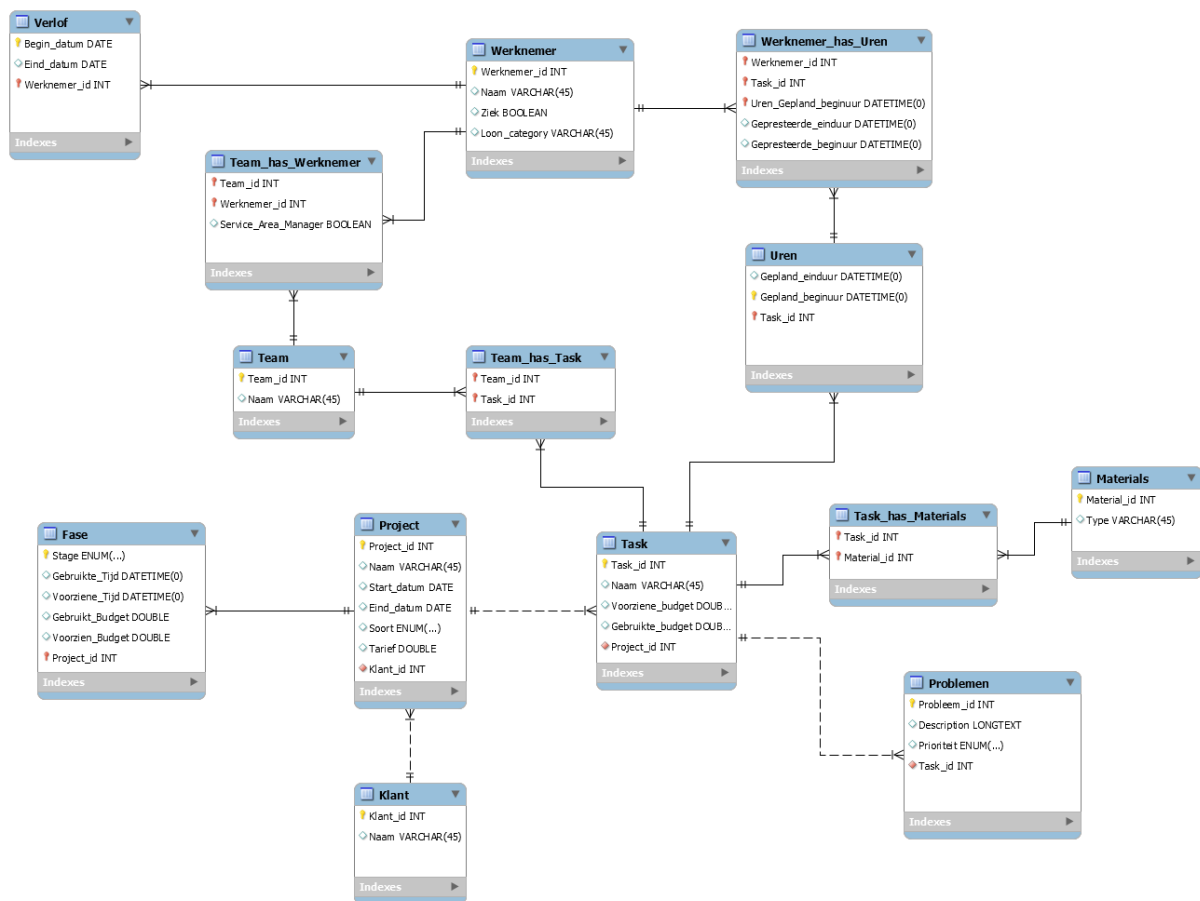 Verlof
Begin_datum DATE
Eind_datum DATE
Werknemer_id INT
Indexes
Werknemer
Werknemer_id INT
Naam VARCHAR(45)
Ziek BOOLEAN
Loon_category VARCHAR(45)
Indexes
Werknemer_has_Uren
Werknemer_id INT
Task_id INT
Uren_Gepland_beginuur DATETIME(0)
Gepresteerde_einduur DATETIME(0)
Gepresteerde_beginuur DATETIME(0)
Indexes
Team_has_Werknemer
Team_id INT
Werknemer_id INT
Service_Area_Manager BOOLEAN
Indexes
Uren
Gepland_einduur DATETIME(0)
Gepland_beginuur DATETIME(0)
Task_id INT
Indexes
Team
Team_id INT
Naam VARCHAR(45)
Indexes
Team_has_Task
Team_id INT
Task_id INT
Indexes
Fase
Stage ENUM(...)
Gebruikte_Tijd DATETIME(0)
Voorziene_Tijd DATETIME(0)
Gebruikt_Budget DOUBLE
Voorzien_Budget DOUBLE
Project_id INT
Indexes
Project
Project_id INT
Naam VARCHAR(45)
Start_datum DATE
Eind_datum DATE
Soort ENUM(...)
Tarief DOUBLE
Klant_id INT
Indexes
Task
Task_id INT
Naam VARCHAR(45)
Voorziene_budget DOUB...
Gebruikte_budget DOUB...
Project_id INT
Indexes
Task_has_Materials
Task_id INT
Material_id INT
Indexes
Materials
Material_id INT
Type VARCHAR(45)
Indexes
Problemen
Probleem_id INT
Description LONGTEXT
Prioriteit ENUM(...)
Task_id INT
Indexes
Klant
Klant_id INT
Naam VARCHAR(45)
Indexes